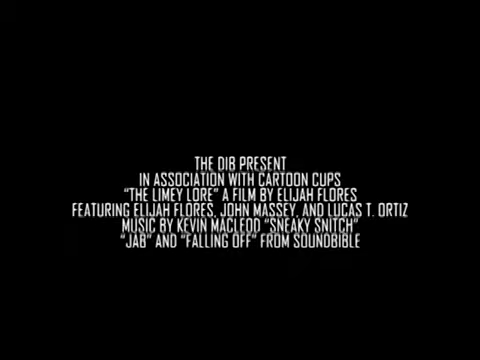 THE DIB PRESENT
IN ASSOCIATION WITH CARTOON CUPS
“THE LIMEY LORE” A FILM BY ELIJAH FLORES
FEATURING ELIJAH FLORES, JOHN MASSEY, AND LUCAS T. ORTIZ
MUSIC BY KEVIN MACLEOD “SNEAKY SNITCH”
“JAB” AND “FALLING OFF” FROM SOUNDBIBLE